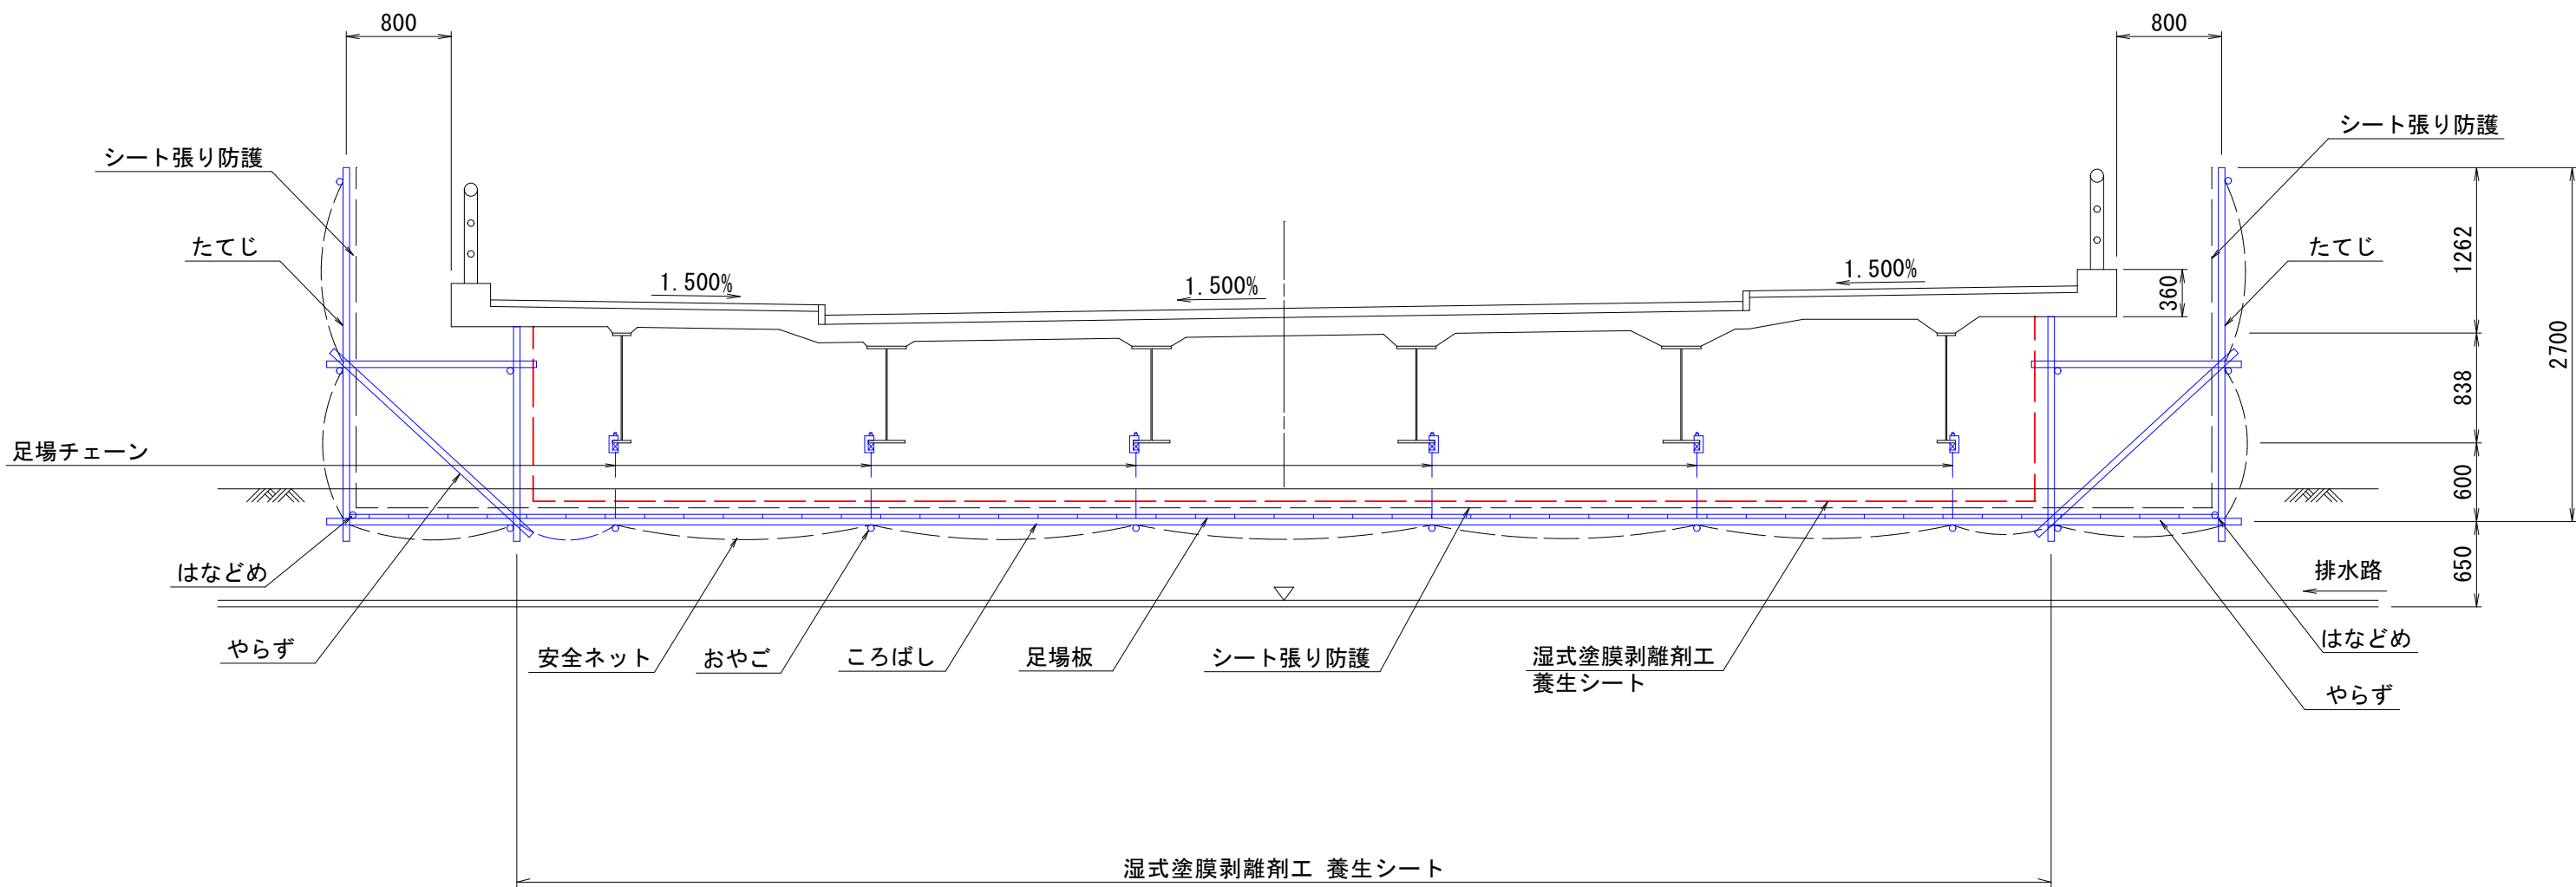 800
800
シート張り防護
シート張り防護
たてじ
たてじ
1.500%
1.500%
1.500%
1262
360
2700
838
足場チェーン
600
はなどめ
650
排水路
やらず
安全ネット
おやご
ころばし
足場板
シート張り防護
湿式塗膜剥離剤工
養生シート
はなどめ
やらず
湿式塗膜剥離剤工 養生シート